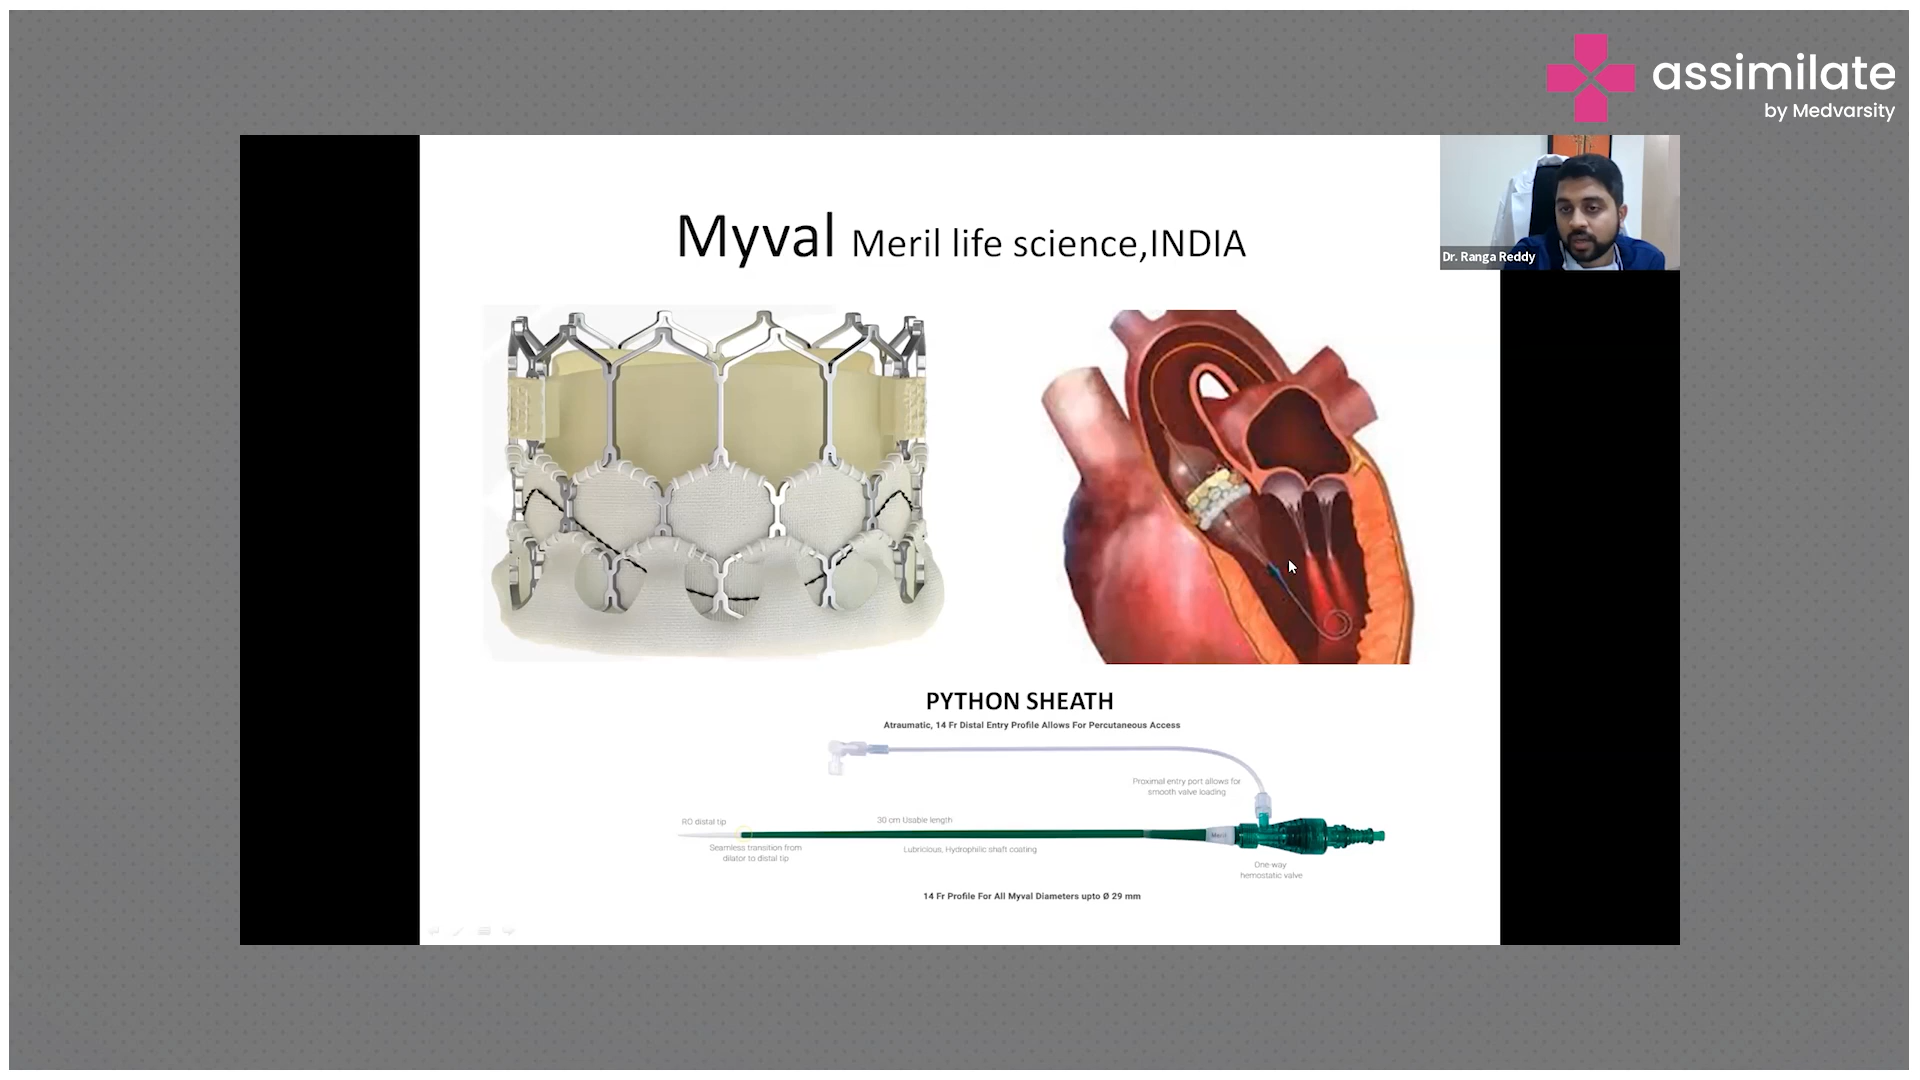 assimilate
by Medvarsity
Dr. Ranga Reddy
Myval Meril life science,INDIA
PYTHON SHEATH
Atraumatic, 14 Fr Distal Entry Profile Allows For Percutaneous Access
Proximal entry port allows for
smooth valve loading
RO distal tip
30 cm Usable length
Meril
Seamless transition from
dilator to distal tip
Lubricious, Hydrophilic shaft coating
One-way
hemostatic valve
14 Fr Profile For All Myval Diameters upto Ø 29 mm